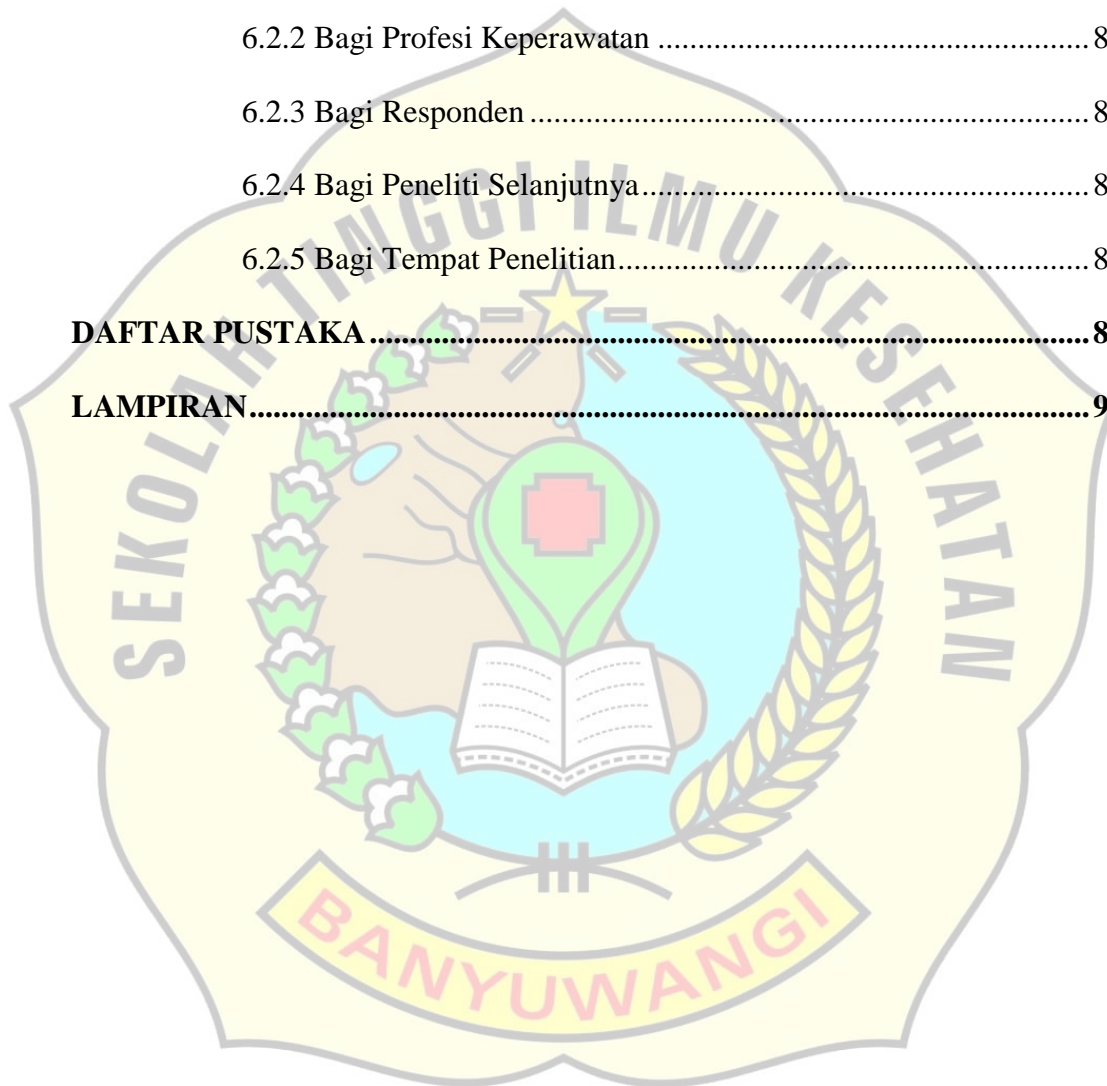 6.2.2 Bagi Profesi Keperawatan ........................................................ 8
6.2.3 Bagi Responden ........................................................................ 8
6.2.4 Bagi Peneliti Selanjutnya .......................................................... 8
6.2.5 Bagi Tempat Penelitian ............................................................. 8
DAFTAR PUSTAKA ........................................................................... 8
LAMPIRAN ......................................................................................... 9
SEKOLAH TINGGI ILMU KESEHATAN
BANYUWANGI